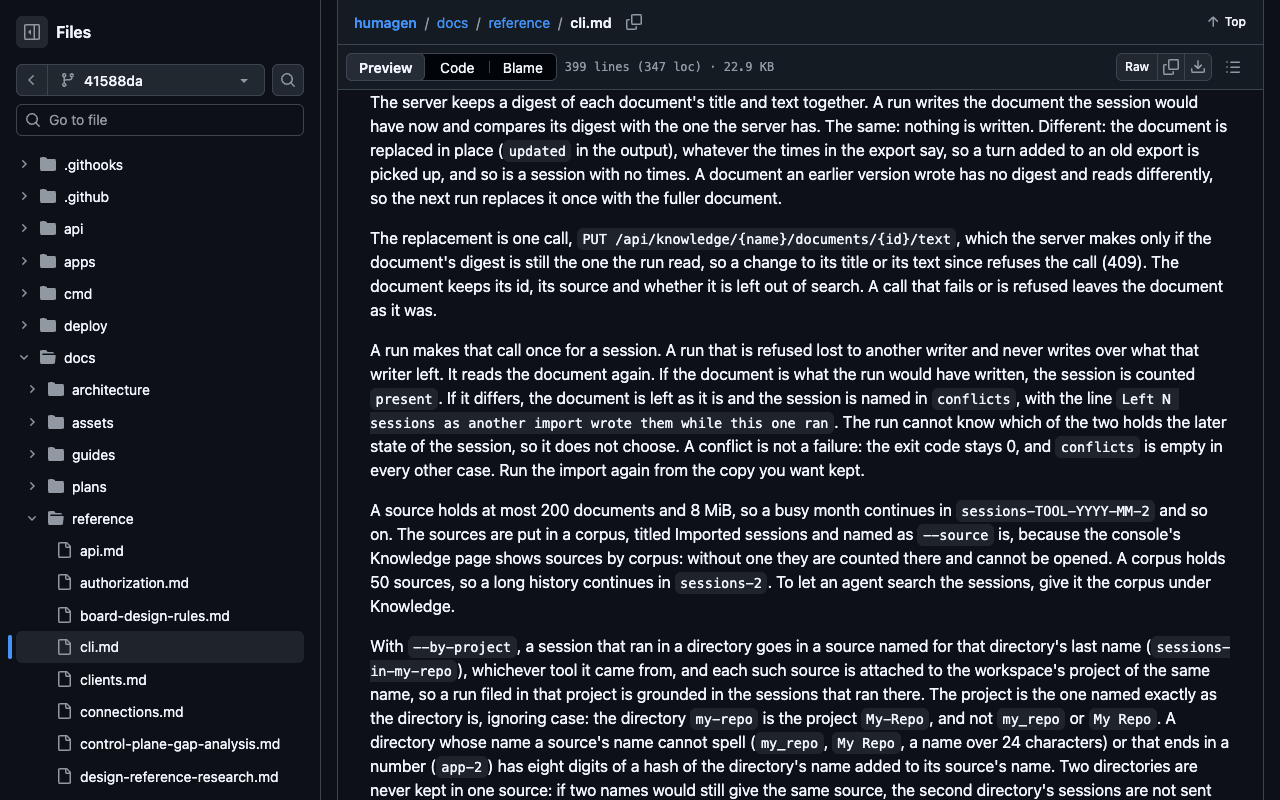 Files
humagen / docs / reference / cli.md
Top
41588da
Go to file
.githooks
.github
api
apps
cmd
deploy
docs
architecture
assets
guides
plans
reference
api.md
authorization.md
board-design-rules.md
cli.md
clients.md
connections.md
control-plane-gap-analysis.md
design-reference-research.md
Preview Code Blame 399 lines (347 loc) · 22.9 KB
Raw
The server keeps a digest of each document's title and text together. A run writes the document the session would
have now and compares its digest with the one the server has. The same: nothing is written. Different: the document is
replaced in place (updated in the output), whatever the times in the export say, so a turn added to an old export is
picked up, and so is a session with no times. A document an earlier version wrote has no digest and reads differently,
so the next run replaces it once with the fuller document.
The replacement is one call, PUT /api/knowledge/{name}/documents/{id}/text, which the server makes only if the
document's digest is still the one the run read, so a change to its title or its text since refuses the call (409). The
document keeps its id, its source and whether it is left out of search. A call that fails or is refused leaves the document
as it was.
A run makes that call once for a session. A run that is refused lost to another writer and never writes over what that
writer left. It reads the document again. If the document is what the run would have written, the session is counted
present. If it differs, the document is left as it is and the session is named in conflicts, with the line Left N
sessions as another import wrote them while this one ran. The run cannot know which of the two holds the later
state of the session, so it does not choose. A conflict is not a failure: the exit code stays 0, and conflicts is empty in
every other case. Run the import again from the copy you want kept.
A source holds at most 200 documents and 8 MiB, so a busy month continues in sessions-TOOL-YYYY-MM-2 and so
on. The sources are put in a corpus, titled Imported sessions and named as --source is, because the console's
Knowledge page shows sources by corpus: without one they are counted there and cannot be opened. A corpus holds
50 sources, so a long history continues in sessions-2. To let an agent search the sessions, give it the corpus under
Knowledge.
With --by-project, a session that ran in a directory goes in a source named for that directory's last name (sessions-
in-my-repo), whichever tool it came from, and each such source is attached to the workspace's project of the same
name, so a run filed in that project is grounded in the sessions that ran there. The project is the one named exactly as
the directory is, ignoring case: the directory my-repo is the project My-Repo, and not my_repo or My Repo. A
directory whose name a source's name cannot spell (my_repo, My Repo, a name over 24 characters) or that ends in a
number (app-2) has eight digits of a hash of the directory's name added to its source's name. Two directories are
never kept in one source: if two names would still give the same source, the second directory's sessions are not sent